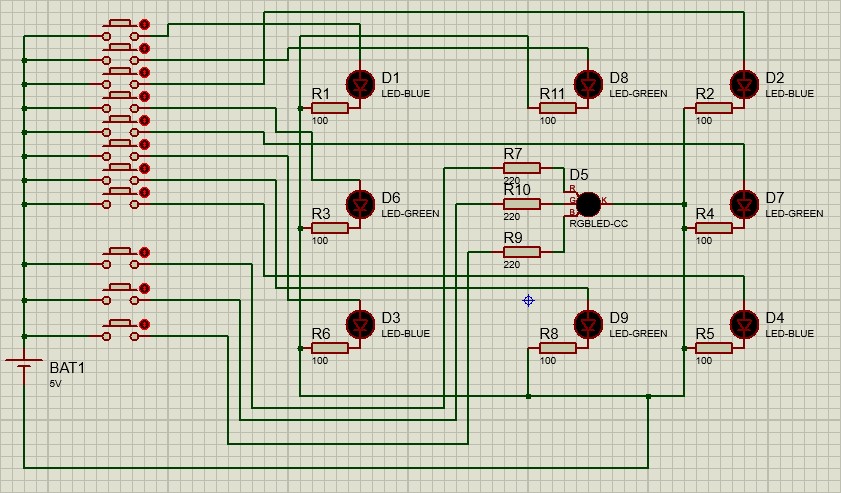 D1
LED-BLUE
R1
100
D8
LED-GREEN
R11
100
D2
LED-BLUE
R2
100
R7
220
D5
R10
220
R
G
B
K
RGBLED-CC
R9
220
D6
LED-GREEN
R3
100
D7
LED-GREEN
R4
100
D3
LED-BLUE
R6
100
D9
LED-GREEN
R8
100
D4
LED-BLUE
R5
100
BAT1
5V